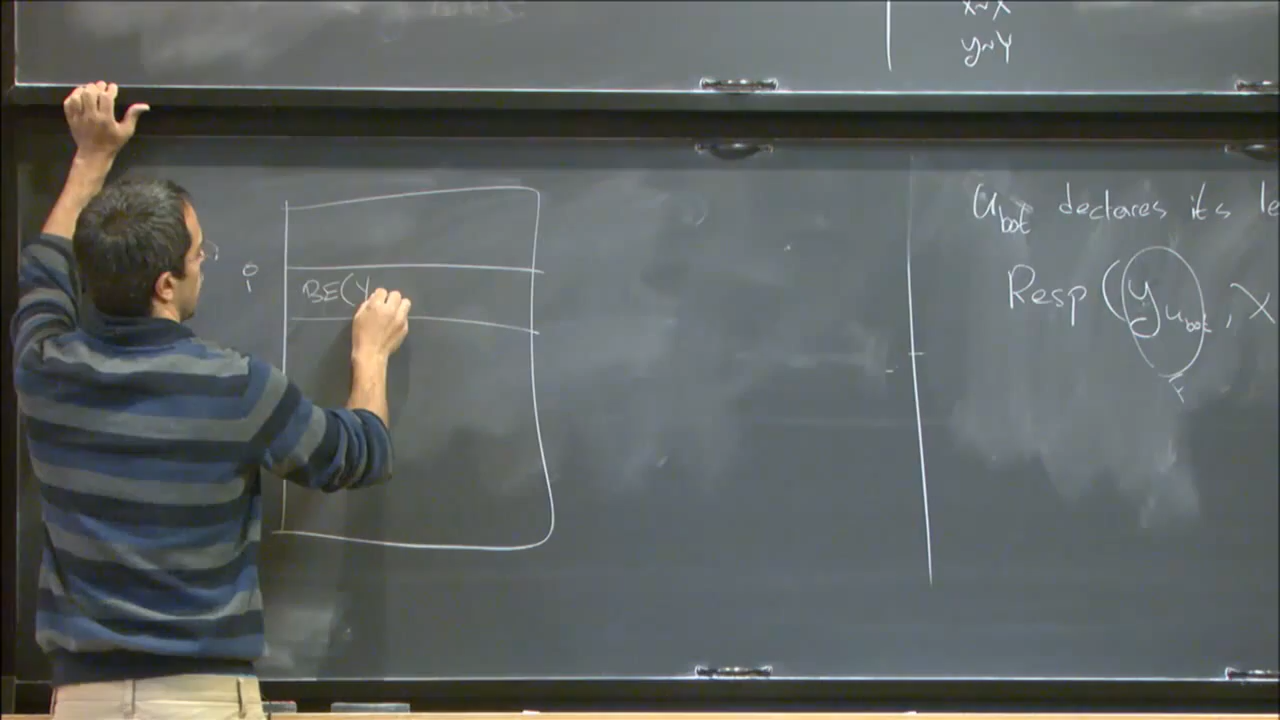 x~X
y~Y
i
BE(Y
u_bot declares its le
Resp (y_u_bot, X